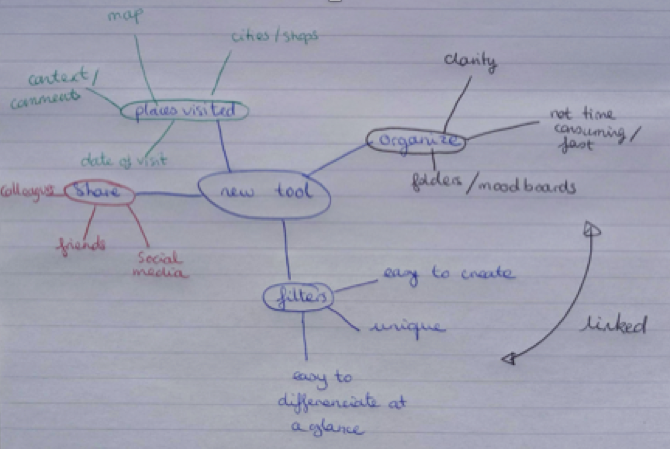 map
cities/shops
context/
comments
places visited
date of visit
clarity
organize
not time
consuming/
fast
folders/moodboards
colleagues
share
friends
social
media
new tool
filters
easy to create
unique
easy to
differenciate at
a glance
linked